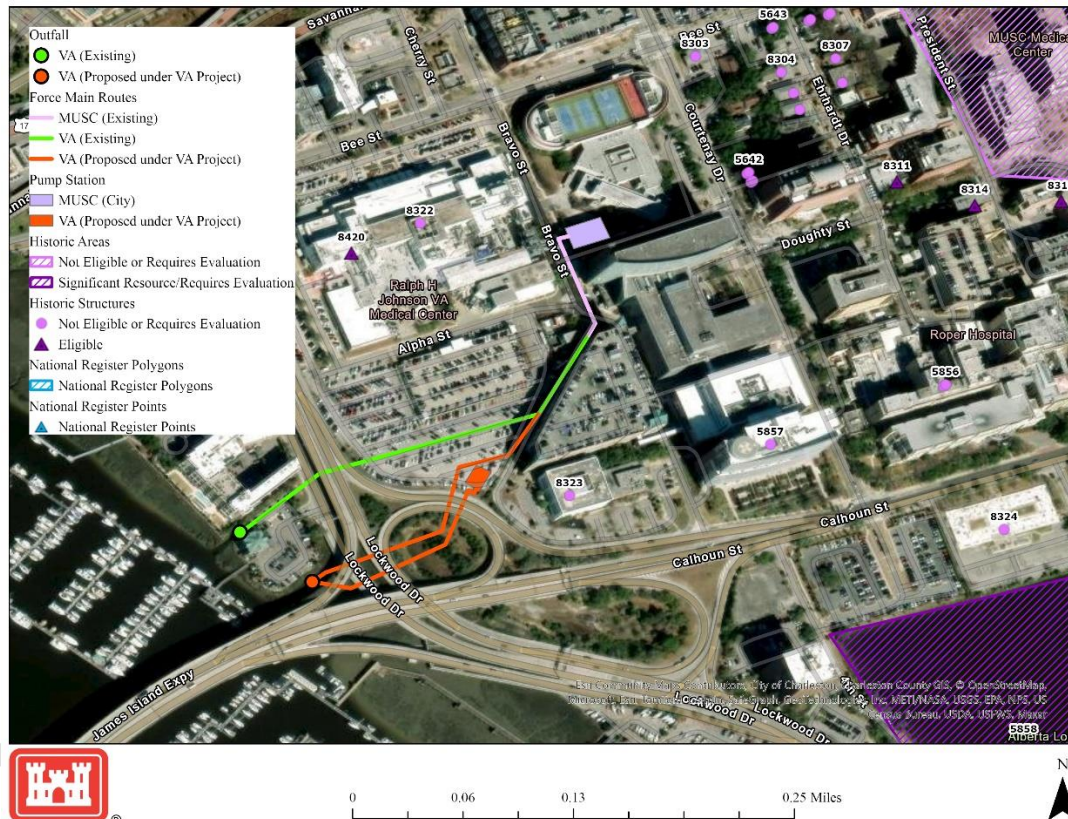 Outfall
VA (Existing)
VA (Proposed under VA Project)
Force Main Routes
MUSC (Existing)
VA (Existing)
VA (Proposed under VA Project)
Pump Station
MUSC (City)
VA (Proposed under VA Project)
Historic Areas
Not Eligible or Requires Evaluation
Significant Resource/Requires Evaluation
Historic Structures
Not Eligible or Requires Evaluation
Eligible
National Register Polygons
National Register Polygons
National Register Points
National Register Points
17
Cherry St
Bee St
Bravo St
Bravo St
8322
8420
Ralph H
Johnson VA
Medical Center
Alpha St
Bee St
8303
5643
8304
8307
Courtenay Dr
Ehrhardt Dr
President St
MUSC Medical
Center
5642
8311
8314
Doughty St
Roper Hospital
5856
5857
8323
8324
Calhoun St
Calhoun St
Lockwood Dr
Lockwood Dr
James Island Expy
Lockwood Dr
Lockwood Dr
5858
0 0.06 0.13 0.25 Miles
N
®